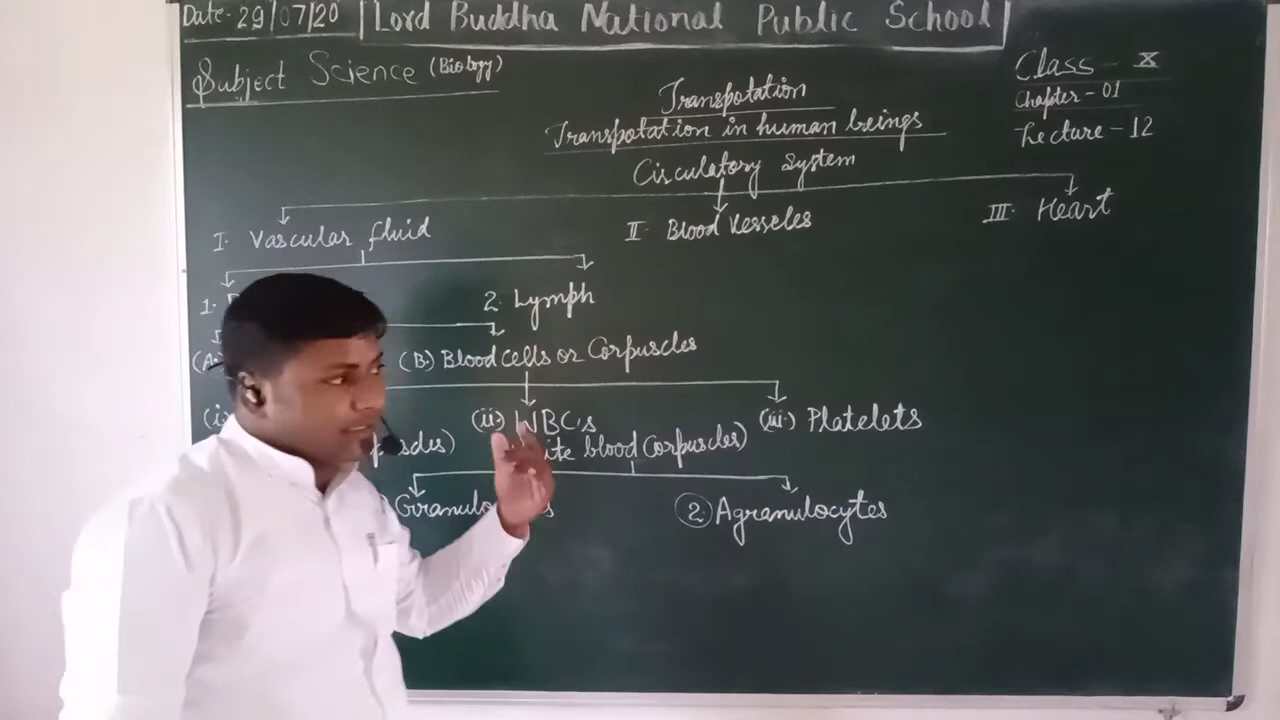 Date- 29/07/20 Lord Buddha National Public School
Subject Science (Biology)
Class - X
Chapter - 01
Lecture - 12
Transpotation
Transpotation in human beings
Circulatory System
I. Vascular fluid II. Blood Vesseles III. Heart
1. 2. Lymph
(A (B.) Blood cells or Corpuscles
(i) (ii) WBC's (iii) Platelets
blood Corpuscles)
2. Agranulocytes